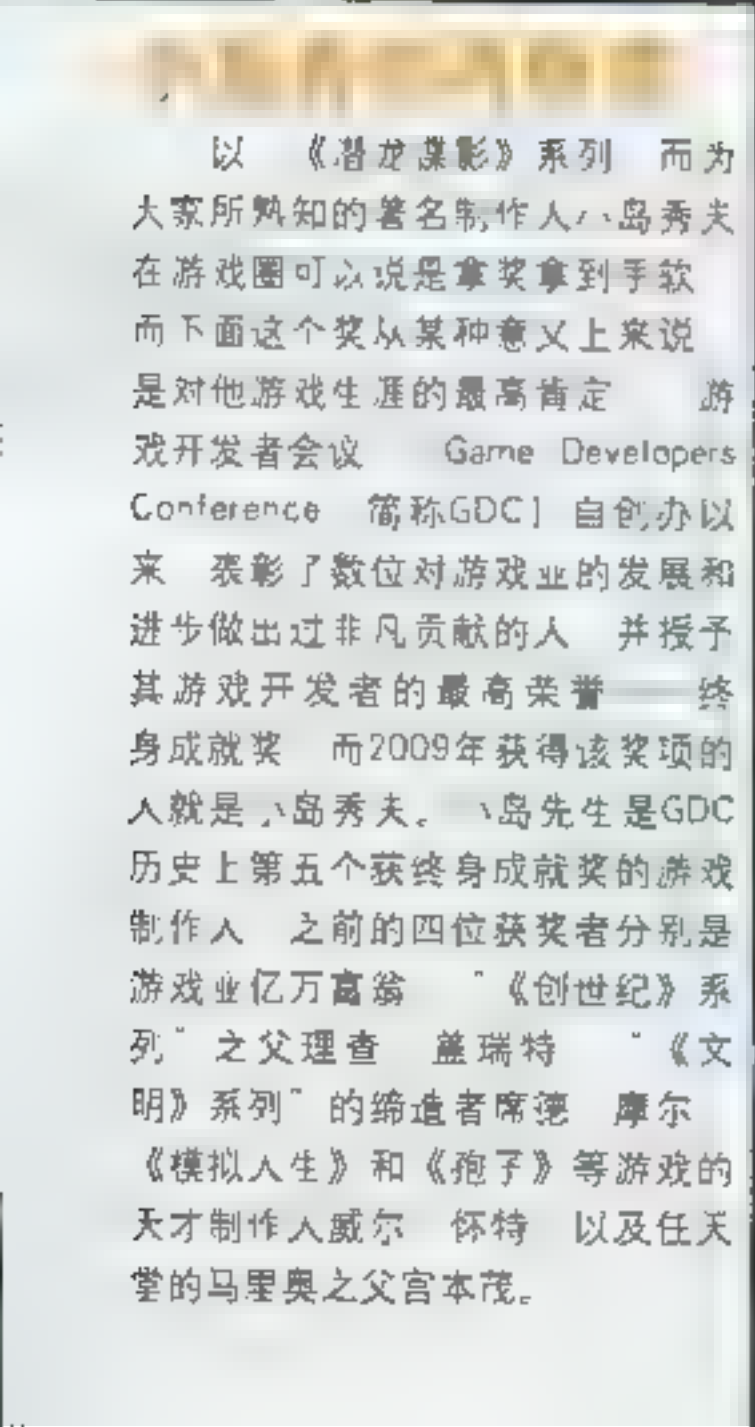 以 《潜龙谍影》系列 而为
大家所熟知的著名制作人小岛秀夫
在游戏圈可以说是拿奖拿到手软
而下面这个奖从某种意义上来说
是对他游戏生涯的最高肯定 游
戏开发者会议 Game Developers
Conference 简称GDC】自创办以
来 表彰了数位对游戏业的发展和
进步做出过非凡贡献的人 并授予
其游戏开发者的最高荣誉——终
身成就奖 而2009年获得该奖项的
人就是小岛秀夫。小岛先生是GDC
历史上第五个获终身成就奖的游戏
制作人 之前的四位获奖者分别是
游戏业亿万富翁 “《创世纪》系
列”之父理查 盖瑞特 “《文
明》系列”的缔造者席德 摩尔
《模拟人生》和《孢子》等游戏的
天才制作人威尔 怀特 以及任天
堂的马里奥之父宫本茂。